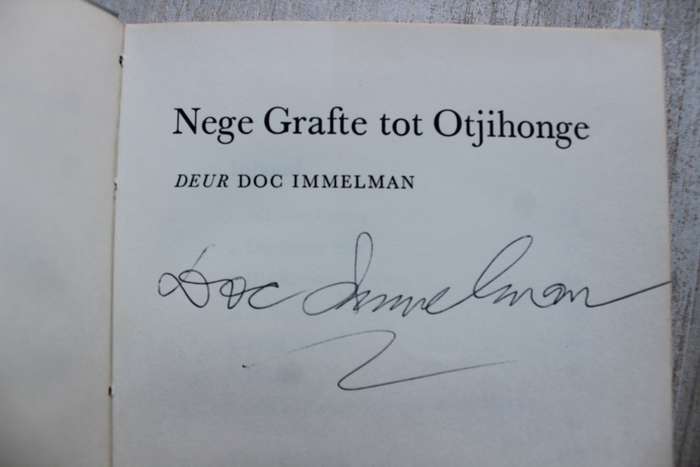 Nege Grafte tot Otjihonge
DEUR DOC IMMELMAN
Doc Immelman